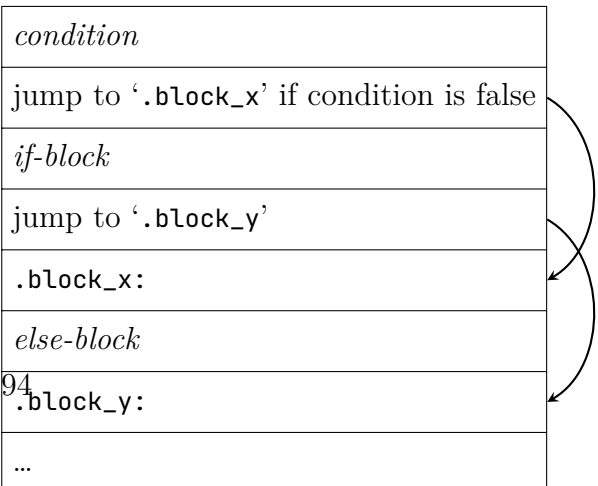 condition
jump to ‘.block_x’ if condition is false
if-block
jump to ‘.block_y’
.block_x:
else-block
94
.block_y:
…